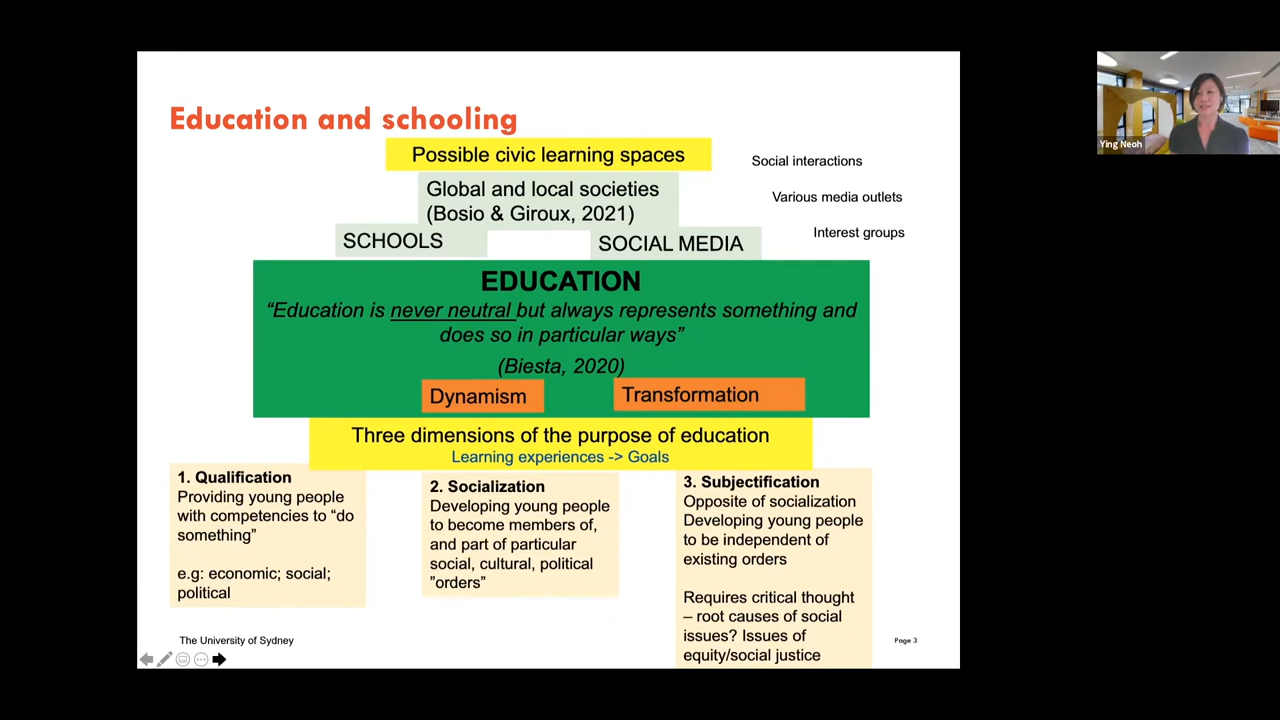 Education and schooling
Possible civic learning spaces
Social interactions
Various media outlets
Interest groups
Global and local societies
(Bosio & Giroux, 2021)
SCHOOLS
SOCIAL MEDIA
EDUCATION
“Education is never neutral but always represents something and
does so in particular ways”
(Biesta, 2020)
Dynamism
Transformation
Three dimensions of the purpose of education
Learning experiences -> Goals
1. Qualification
Providing young people
with competencies to “do
something”
e.g: economic; social;
political
2. Socialization
Developing young people
to become members of,
and part of particular
social, cultural, political
”orders”
3. Subjectification
Opposite of socialization
Developing young people
to be independent of
existing orders
Requires critical thought
– root causes of social
issues? Issues of
equity/social justice
The University of Sydney
Page 3
Ying Neoh